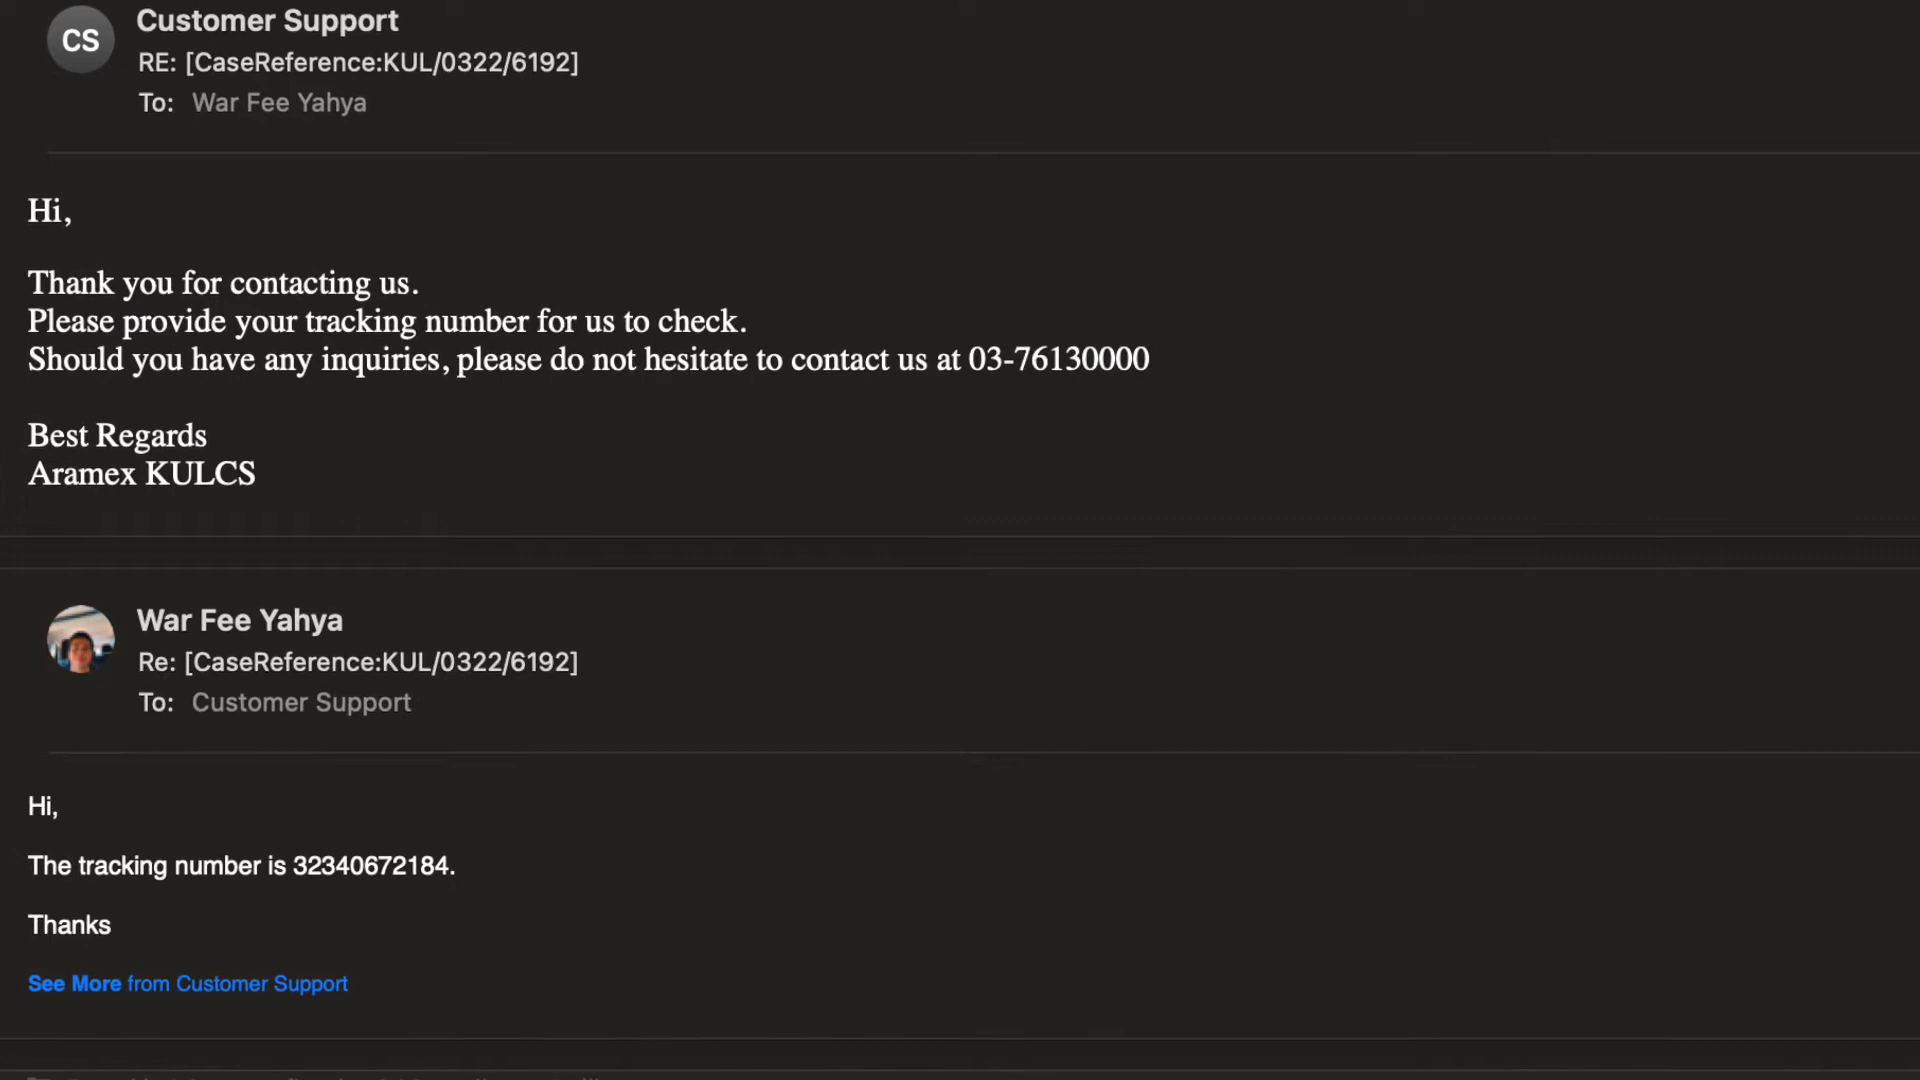 CS
Customer Support
RE: [CaseReference:KUL/0322/6192]
To: War Fee Yahya
Hi,
Thank you for contacting us.
Please provide your tracking number for us to check.
Should you have any inquiries, please do not hesitate to contact us at 03-76130000
Best Regards
Aramex KULCS
War Fee Yahya
Re: [CaseReference:KUL/0322/6192]
To: Customer Support
Hi,
The tracking number is 32340672184.
Thanks
See More from Customer Support